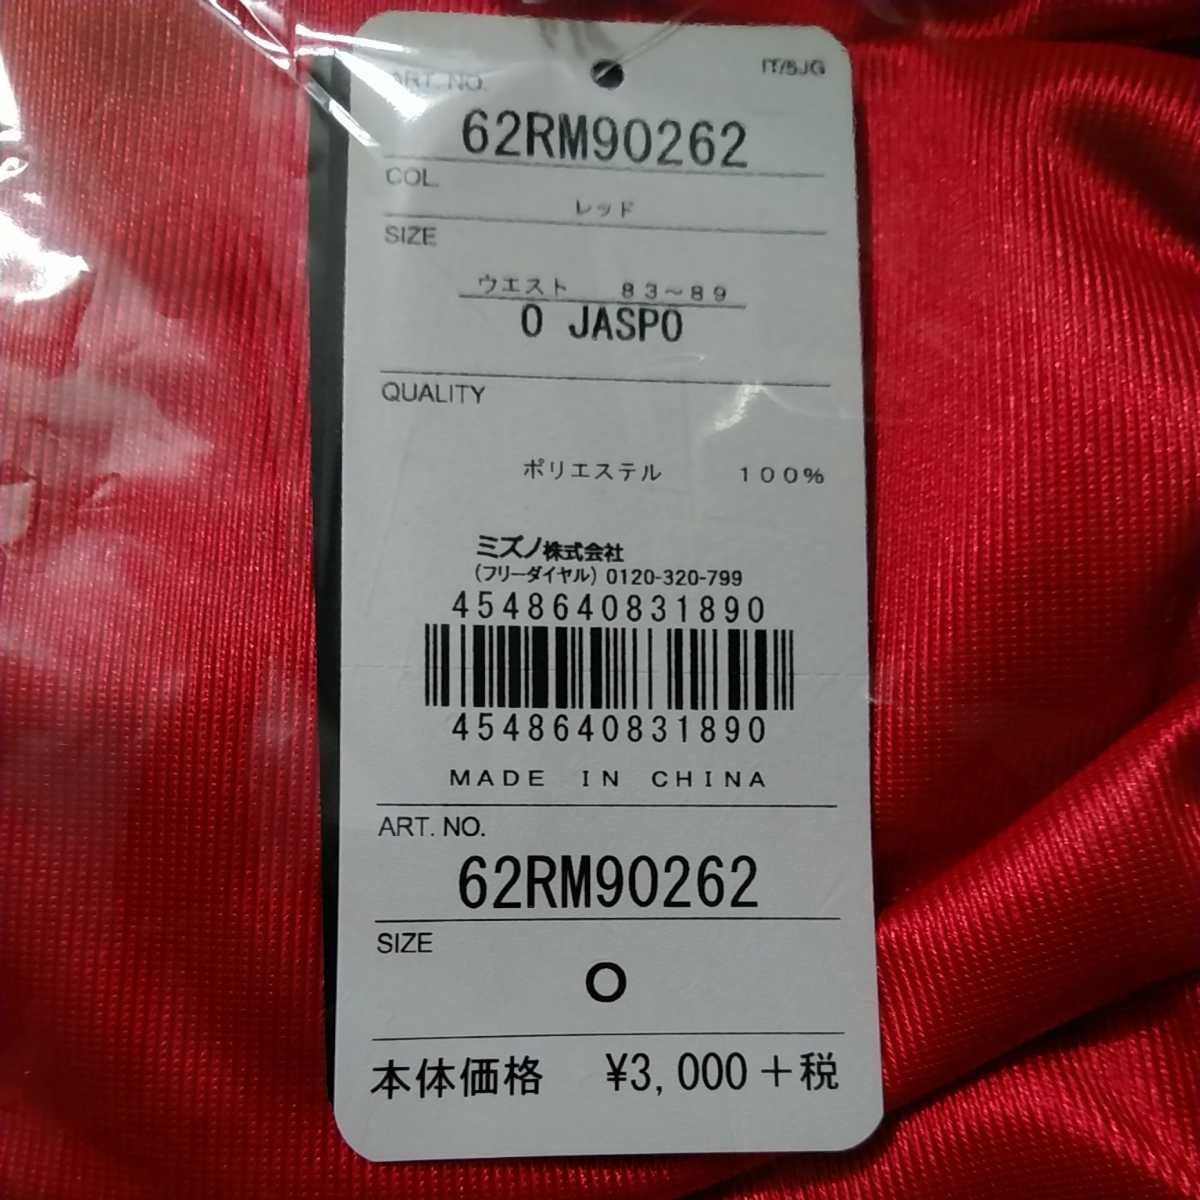 ART. NO.
IT/5JG
62RM90262
COL.
レッド
SIZE
ウエスト 83～89
O JASPO
QUALITY
ポリエステル 100%
ミズノ株式会社
(フリーダイヤル) 0120-320-799
4548640831890
4548640831890
MADE IN CHINA
ART. NO.
62RM90262
SIZE
O
本体価格 ¥3,000＋税